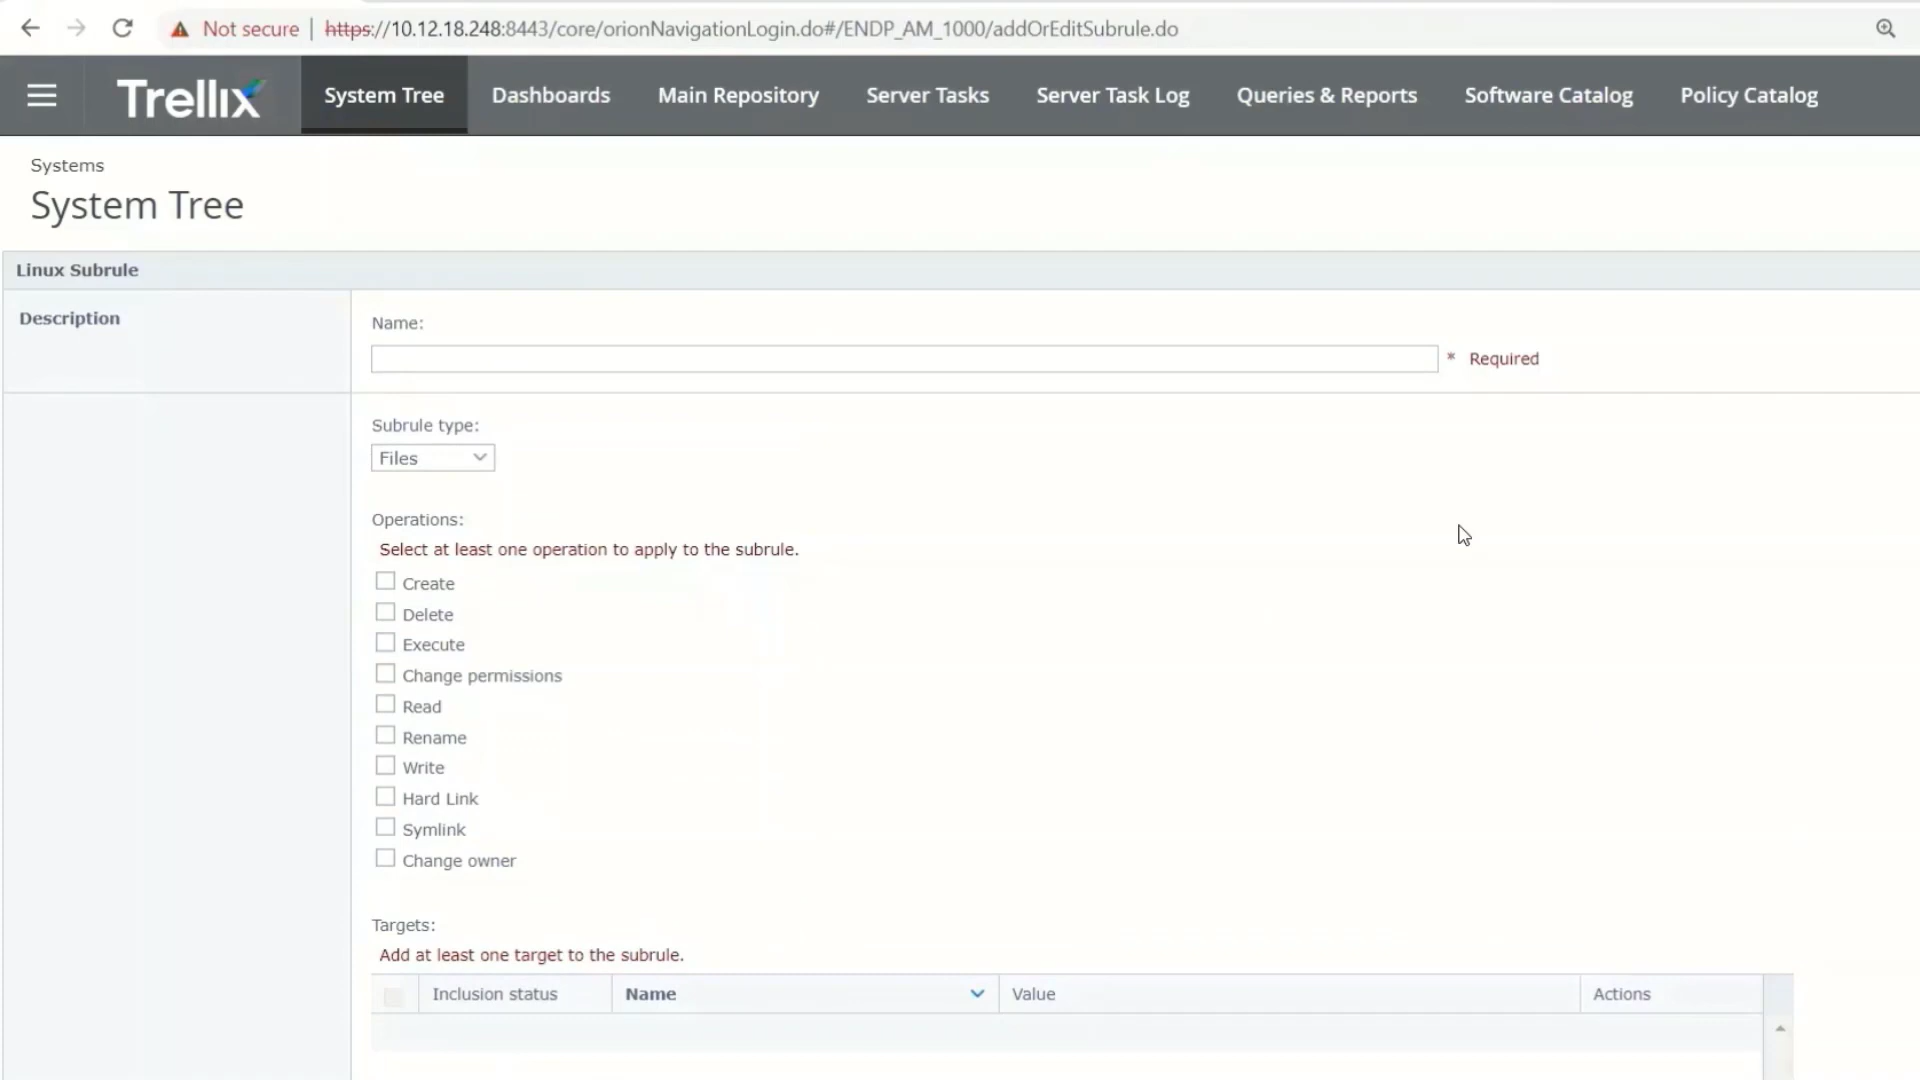 Not secure | https://10.12.18.248:8443/core/orionNavigationLogin.do#/ENDP_AM_1000/addOrEditSubrule.do
Trellix System Tree Dashboards Main Repository Server Tasks Server Task Log Queries & Reports Software Catalog Policy Catalog
Systems
System Tree
Linux Subrule
Description
Name:
* Required
Subrule type:
Files
Operations:
Select at least one operation to apply to the subrule.
Create
Delete
Execute
Change permissions
Read
Rename
Write
Hard Link
Symlink
Change owner
Targets:
Add at least one target to the subrule.
Inclusion status Name Value Actions